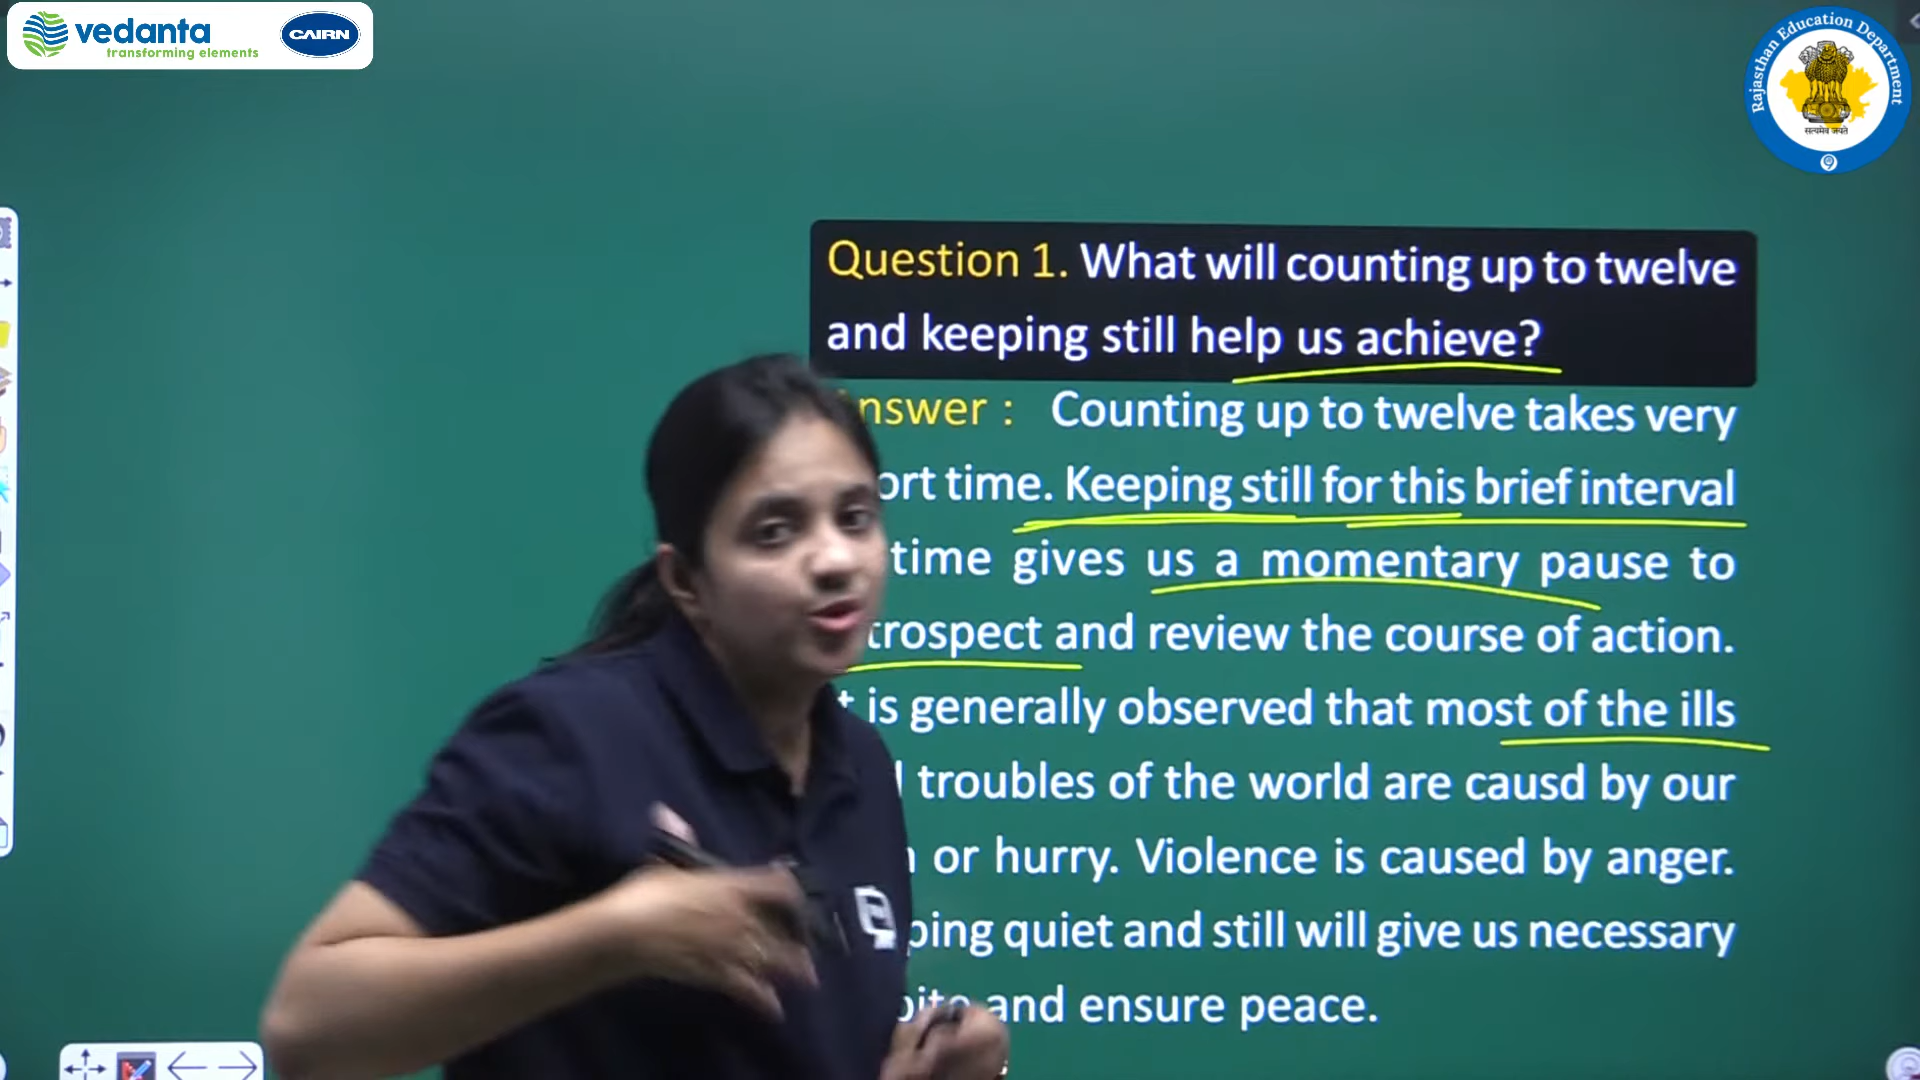 vedanta
transforming elements
CAIRN
Rajasthan Education Department
सत्यमेव जयते
Question 1. What will counting up to twelve
and keeping still help us achieve?
nswer : Counting up to twelve takes very
ort time. Keeping still for this brief interval
time gives us a momentary pause to
trospect and review the course of action.
t is generally observed that most of the ills
troubles of the world are causd by our
or hurry. Violence is caused by anger.
ping quiet and still will give us necessary
and ensure peace.